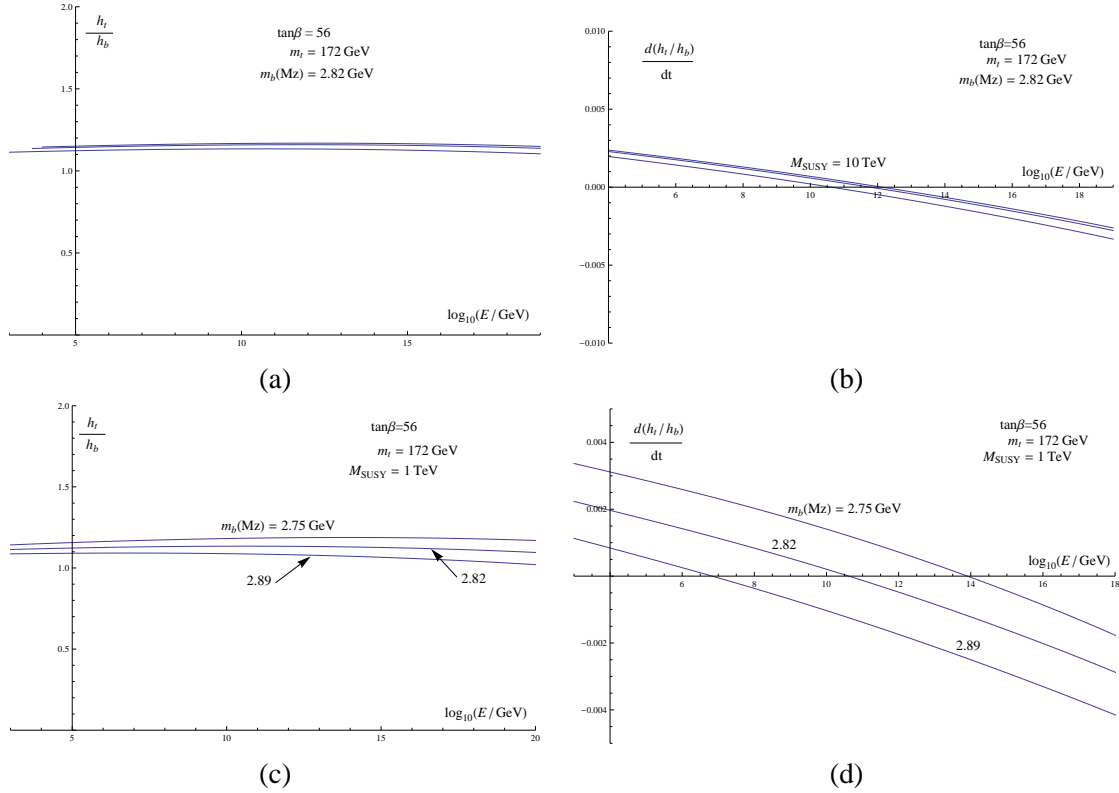 2.0
h_t
h_b
tanβ = 56
m_t = 172 GeV
m_b(Mz) = 2.82 GeV
1.5
1.0
0.5
log10(E/GeV)
5
10
15
(a)
0.010
d(h_t/h_b)
dt
tanβ=56
m_t = 172 GeV
m_b(Mz) = 2.82 GeV
0.005
M_SUSY = 10 TeV
log10(E/GeV)
0.000
6
8
10
12
14
16
18
−0.005
−0.010
(b)
2.0
h_t
h_b
tanβ=56
m_t = 172 GeV
M_SUSY = 1 TeV
1.5
m_b(Mz) = 2.75 GeV
1.0
2.89
2.82
0.5
log10(E/GeV)
5
10
15
20
(c)
0.004
d(h_t/h_b)
dt
tanβ=56
m_t = 172 GeV
M_SUSY = 1 TeV
0.002
m_b(Mz) = 2.75 GeV
2.82
log10(E/GeV)
6
8
10
12
14
16
18
−0.002
2.89
−0.004
(d)